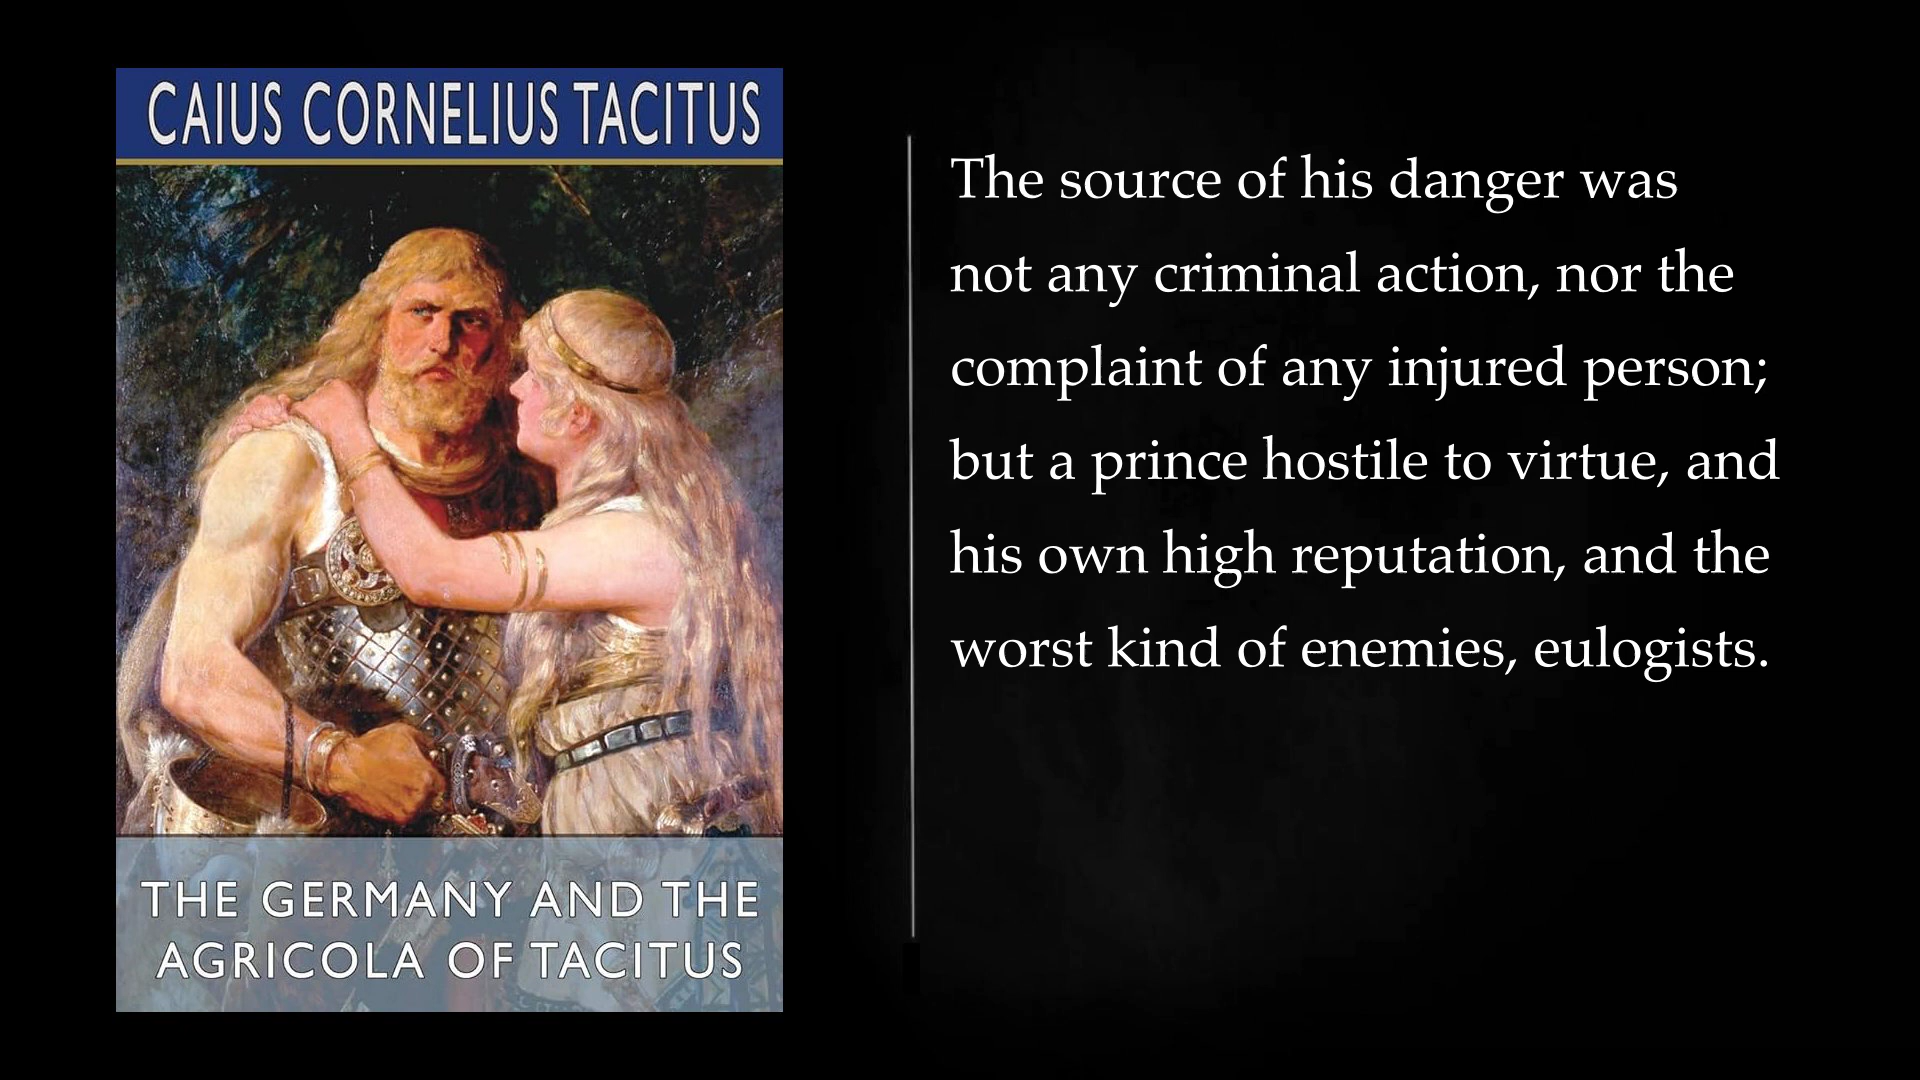 CAIUS CORNELIUS TACITUS
THE GERMANY AND THE
AGRICOLA OF TACITUS
The source of his danger was
not any criminal action, nor the
complaint of any injured person;
but a prince hostile to virtue, and
his own high reputation, and the
worst kind of enemies, eulogists.